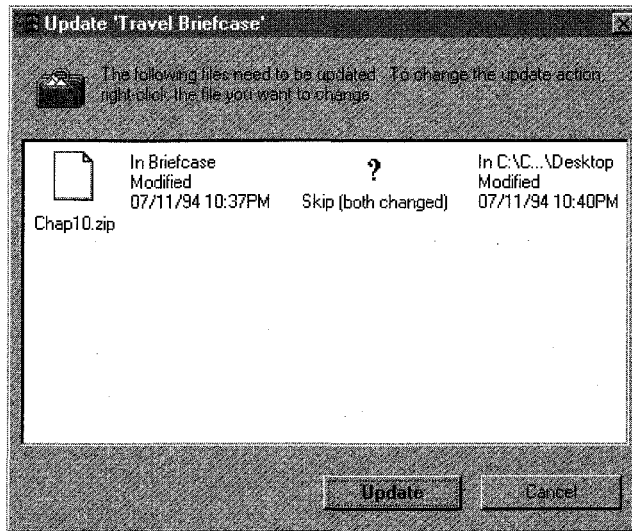 Update 'Travel Briefcase'
The following files need to be updated. To change the update action,
right-click the file you want to change.
Chap10.zip
In Briefcase
Modified
07/11/94 10:37PM
?
Skip (both changed)
In C:\C...\Desktop
Modified
07/11/94 10:40PM
Update
Cancel